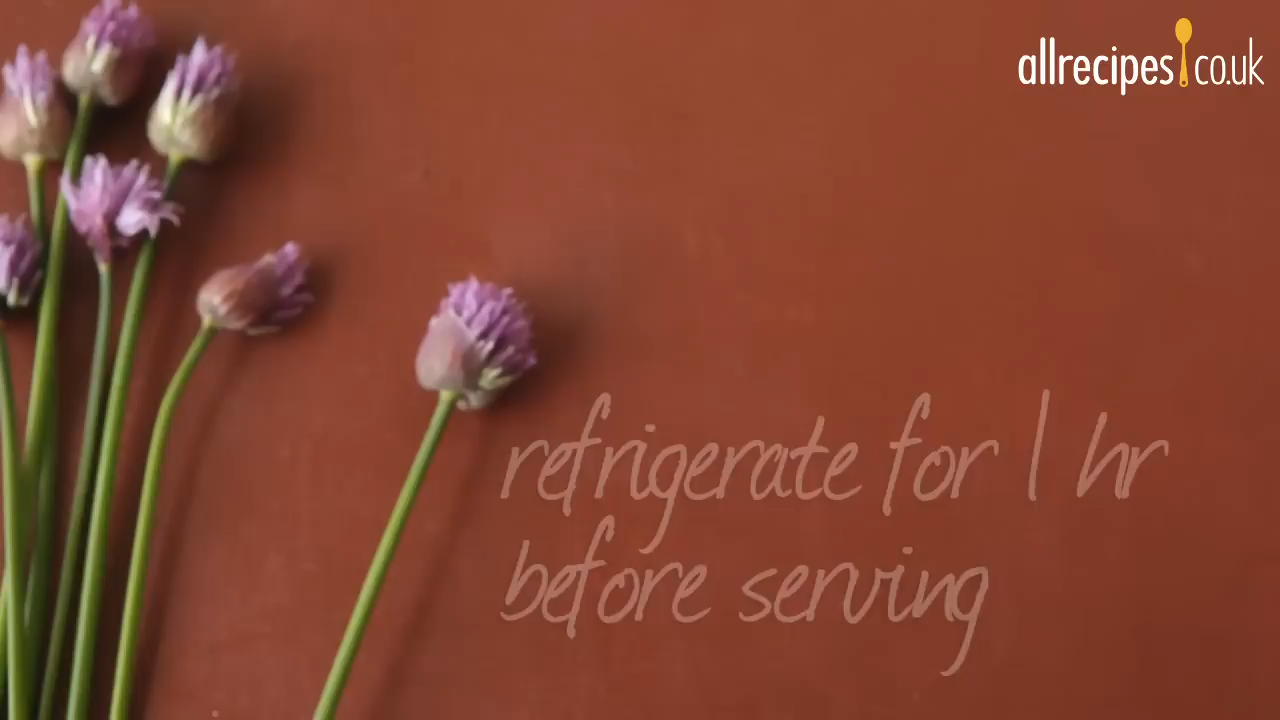 allrecipes co.uk
refrigerate for 1 hr
before serving